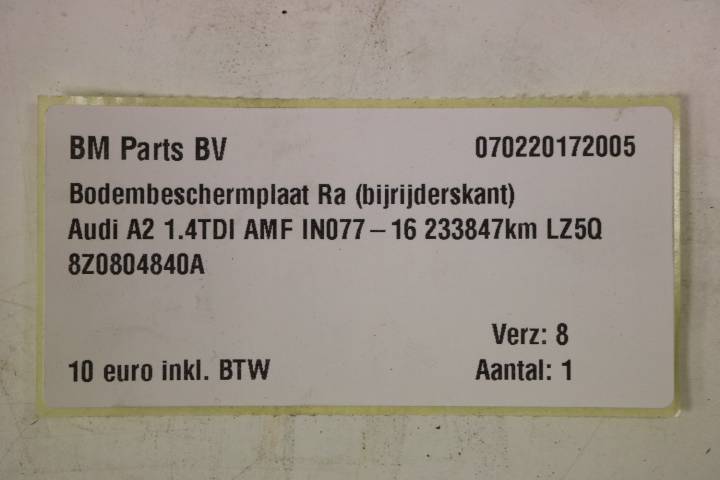 BM Parts BV 070220172005
Bodembeschermplaat Ra (bijrijderskant)
Audi A2 1.4TDI AMF IN077-16 233847km LZ5Q
8Z0804840A
Verz: 8
10 euro inkl. BTW Aantal: 1